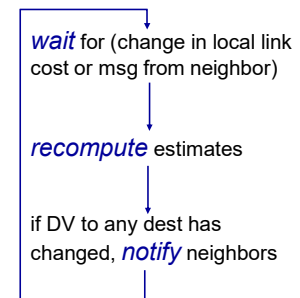 wait for (change in local link
cost or msg from neighbor)
recompute estimates
if DV to any dest has
changed, notify neighbors